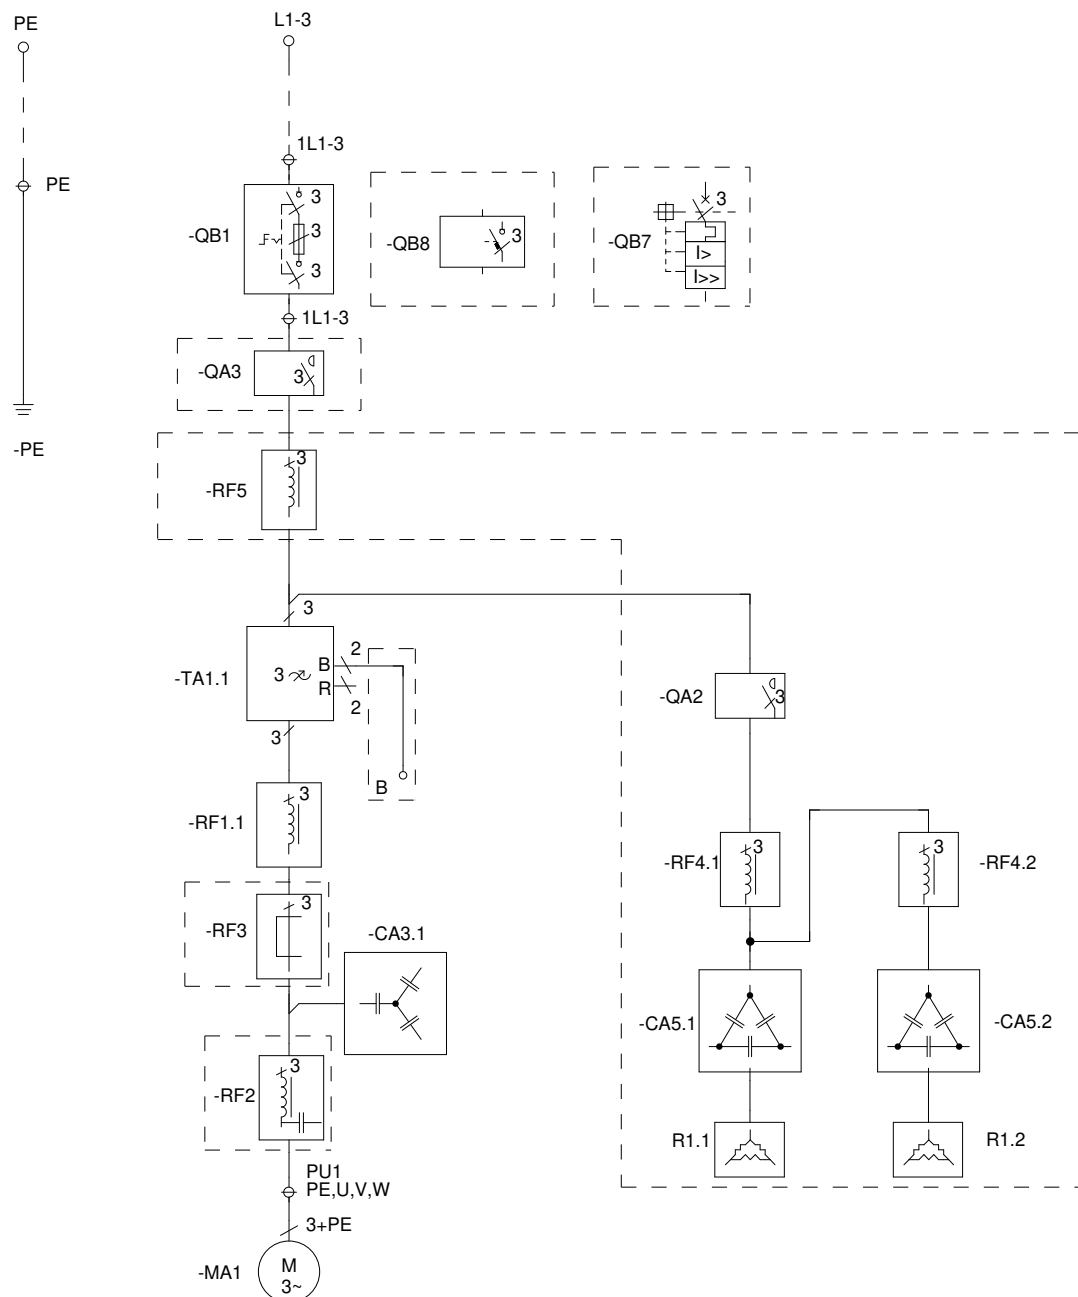 PE
L1-3
1L1-3
PE
3
-QB1
3
3
-QB8
3
-QB7
3
I>
I>>
1L1-3
-QA3
3
-PE
3
-RF5
3
-TA1.1
3
B
R
2
2
3
B
-QA2
3
-RF1.1
3
-RF4.1
3
3
-RF4.2
-RF3
3
-CA3.1
-CA5.1
-CA5.2
-RF2
3
R1.1
R1.2
PU1
PE,U,V,W
3+PE
-MA1
M
3~